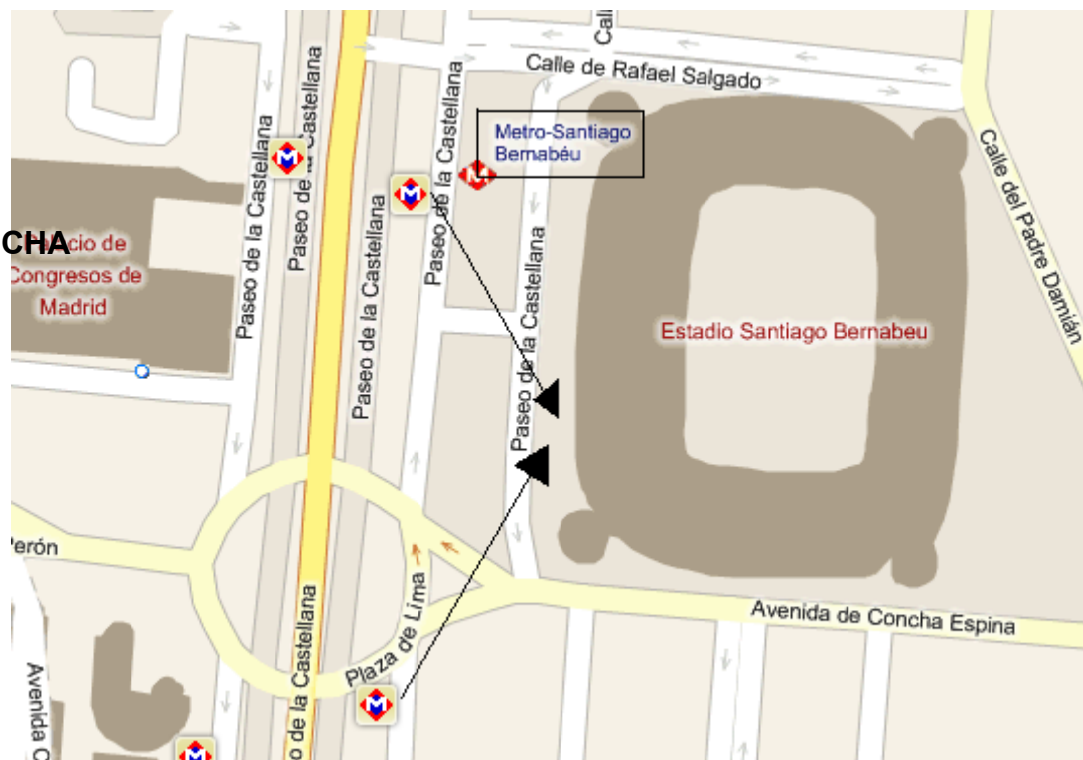 Calle de Rafael Salgado
Paseo de la Castellana
Paseo de la Castellana
Paseo de la Castellana
Paseo de la Castellana
Paseo de la Castellana
Metro-Santiago
Bernabéu
M
M
M
Calle del Padre Damián
CHA
Congresos de
Madrid
Estadio Santiago Bernabeu
Perón
Avenida de Concha Espina
Plaza de Lima
o de la Castellana
Avenida C
M
M